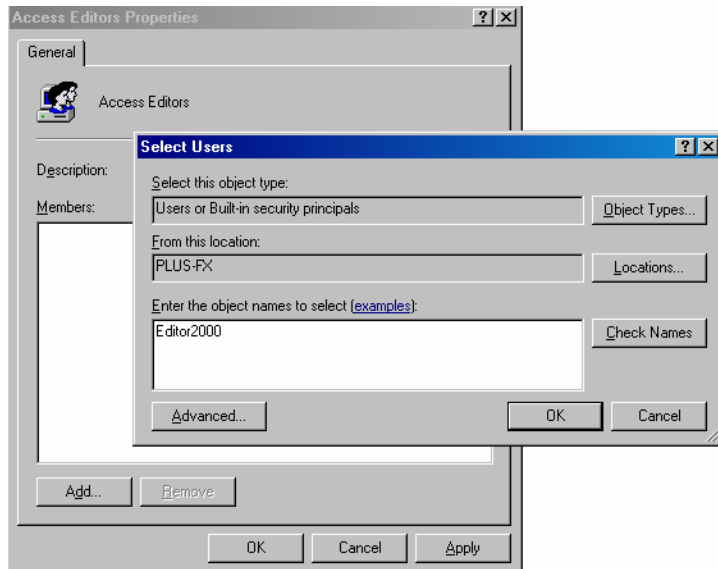 Access Editors Properties
General
Access Editors
Select Users
Description:
Select this object type:
Users or Built-in security principals
Object Types...
Members:
From this location:
PLUS-FX
Locations...
Enter the object names to select (examples):
Editor2000
Check Names
Advanced...
OK
Cancel
Add...
Remove
OK
Cancel
Apply